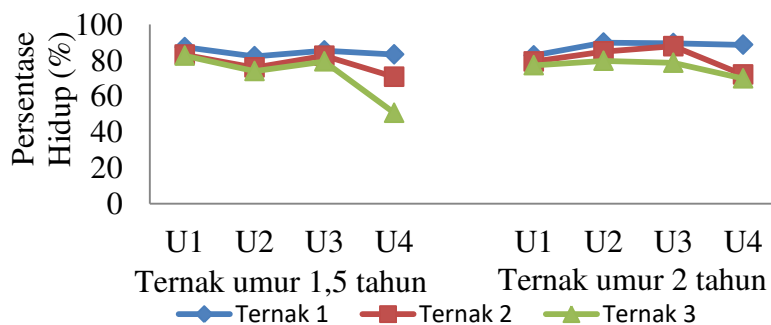 Persentase
Hidup (%)
100
80
60
40
20
0
U1 U2 U3 U4 U1 U2 U3 U4
Ternak umur 1,5 tahun Ternak umur 2 tahun
Ternak 1 Ternak 2 Ternak 3